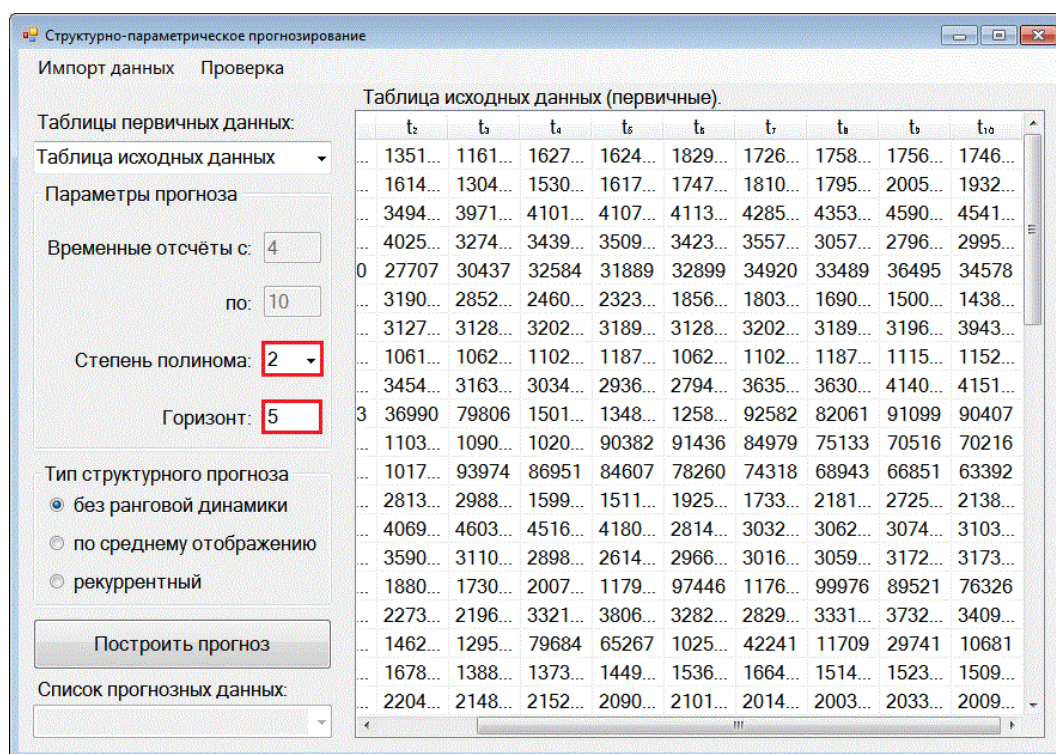 Структурно-параметрическое прогнозирование
Импорт данных Проверка
Таблица исходных данных (первичные).
Таблицы первичных данных:
Таблица исходных данных
Параметры прогноза
Временные отсчёты с: 4
по: 10
Степень полинома: 2
Горизонт: 5
Тип структурного прогноза
без ранговой динамики
по среднему отображению
рекуррентный
Построить прогноз
Список прогнозных данных:
t₂ t₃ t₄ t₅ t₆ t₇ t₈ t₉ t₁₀
... 1351... 1161... 1627... 1624... 1829... 1726... 1758... 1756... 1746...
... 1614... 1304... 1530... 1617... 1747... 1810... 1795... 2005... 1932...
... 3494... 3971... 4101... 4107... 4113... 4285... 4353... 4590... 4541...
... 4025... 3274... 3439... 3509... 3423... 3557... 3057... 2796... 2995...
0 27707 30437 32584 31889 32899 34920 33489 36495 34578
... 3190... 2852... 2460... 2323... 1856... 1803... 1690... 1500... 1438...
... 3127... 3128... 3202... 3189... 3128... 3202... 3189... 3196... 3943...
... 1061... 1062... 1102... 1187... 1062... 1102... 1187... 1115... 1152...
... 3454... 3163... 3034... 2936... 2794... 3635... 3630... 4140... 4151...
3 36990 79806 1501... 1348... 1258... 92582 82061 91099 90407
... 1103... 1090... 1020... 90382 91436 84979 75133 70516 70216
... 1017... 93974 86951 84607 78260 74318 68943 66851 63392
... 2813... 2988... 1599... 1511... 1925... 1733... 2181... 2725... 2138...
... 4069... 4603... 4516... 4180... 2814... 3032... 3062... 3074... 3103...
... 3590... 3110... 2898... 2614... 2966... 3016... 3059... 3172... 3173...
... 1880... 1730... 2007... 1179... 97446 1176... 99976 89521 76326
... 2273... 2196... 3321... 3806... 3282... 2829... 3331... 3732... 3409...
... 1462... 1295... 79684 65267 1025... 42241 11709 29741 10681
... 1678... 1388... 1373... 1449... 1536... 1664... 1514... 1523... 1509...
... 2204... 2148... 2152... 2090... 2101... 2014... 2003... 2033... 2009...